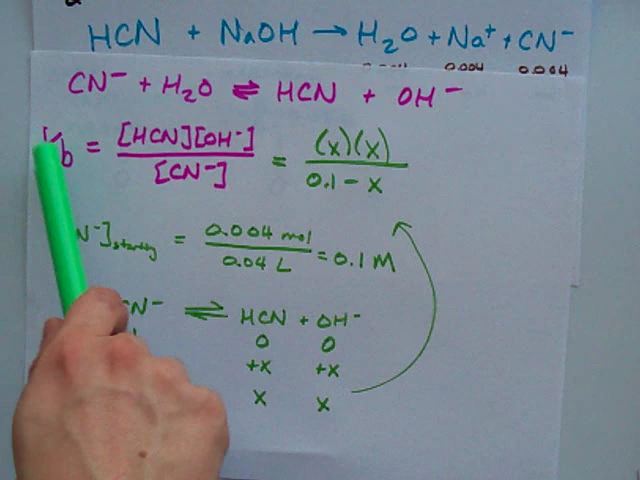 HCN + NaOH → H₂O + Na⁺ + CN⁻
0.004 0.004
CN⁻ + H₂O ⇌ HCN + OH⁻
b = [HCN][OH⁻] / [CN⁻] = (x)(x) / 0.1 - x
N⁻]starting = 0.004 mol / 0.04 L = 0.1 M
CN⁻ ⇌ HCN + OH⁻
0 0
+x +x
x x